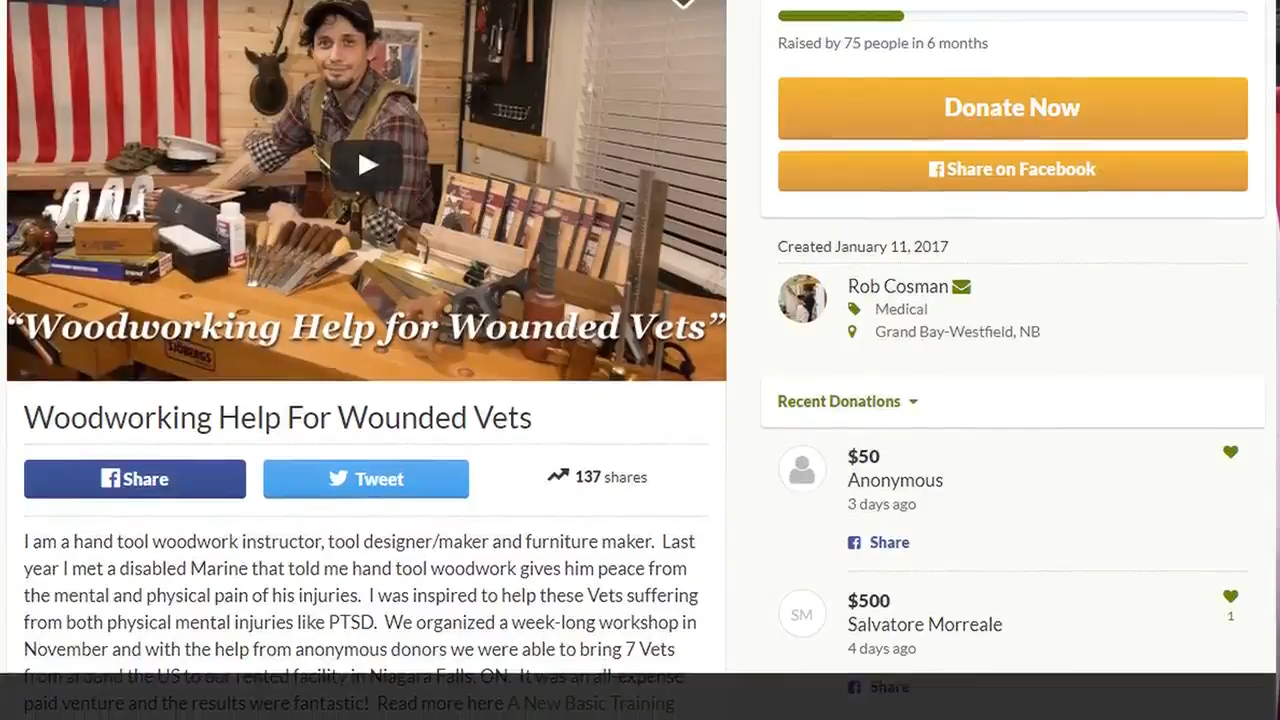 “Woodworking Help for Wounded Vets”
SJOBERGS
Woodworking Help For Wounded Vets
Share
Tweet
137 shares
I am a hand tool woodwork instructor, tool designer/maker and furniture maker. Last
year I met a disabled Marine that told me hand tool woodwork gives him peace from
the mental and physical pain of his injuries. I was inspired to help these Vets suffering
from both physical mental injuries like PTSD. We organized a week-long workshop in
November and with the help from anonymous donors we were able to bring 7 Vets
from around the US to our rented facility in Niagara Falls, ON. It was an all-expense
paid venture and the results were fantastic! Read more here A New Basic Training
Raised by 75 people in 6 months
Donate Now
Share on Facebook
Created January 11, 2017
Rob Cosman
Medical
Grand Bay-Westfield, NB
Recent Donations
$50
Anonymous
3 days ago
Share
SM
$500
Salvatore Morreale
1
4 days ago
Share